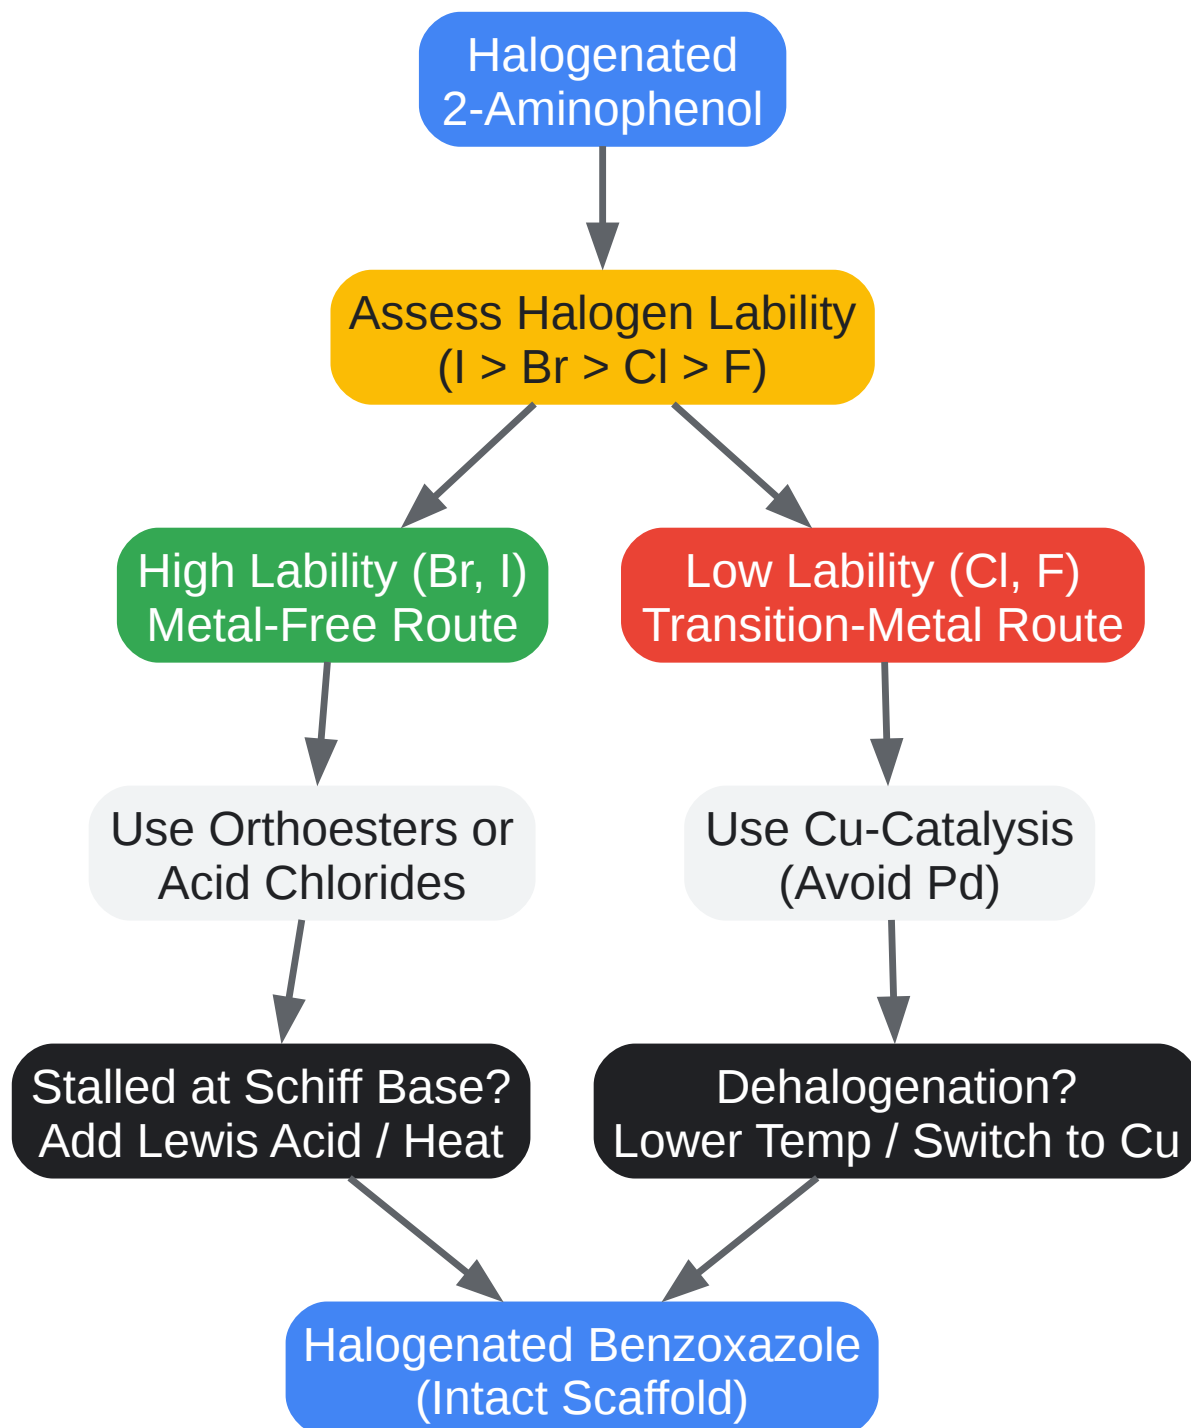 Halogenated
2-Aminophenol
Assess Halogen Lability
(I > Br > Cl > F)
High Lability (Br, I)
Metal-Free Route
Low Lability (Cl, F)
Transition-Metal Route
Use Orthoesters or
Acid Chlorides
Use Cu-Catalysis
(Avoid Pd)
Stalled at Schiff Base?
Add Lewis Acid / Heat
Dehalogenation?
Lower Temp / Switch to Cu
Halogenated Benzoxazole
(Intact Scaffold)